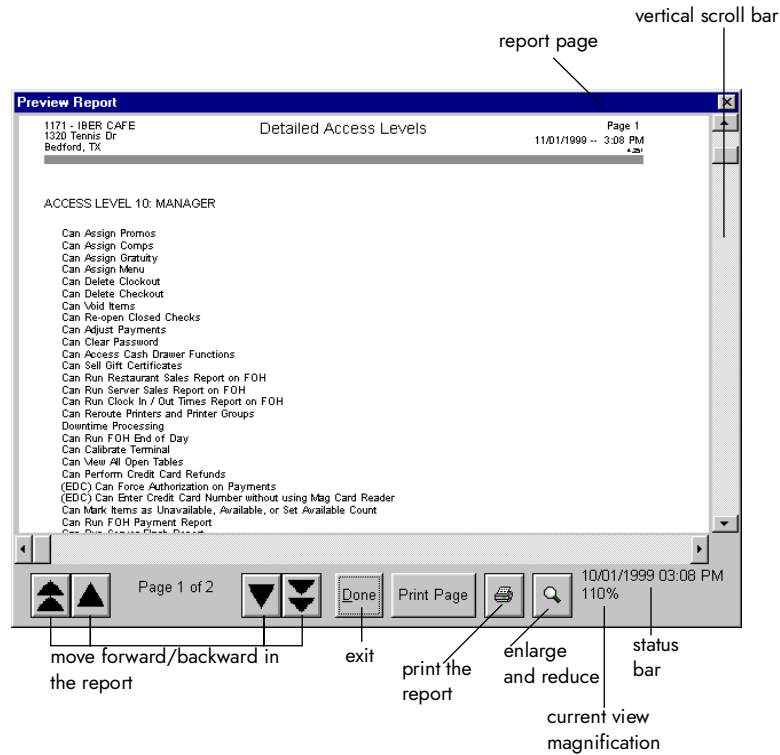 vertical scroll bar
report page
Preview Report
1171 - IBER CAFE
1320 Tennis Dr
Bedford, TX
Detailed Access Levels
Page 1
11/01/1999 -- 3:08 PM
ACCESS LEVEL 10: MANAGER
Can Assign Promos
Can Assign Comps
Can Assign Gratuity
Can Assign Menu
Can Delete Clockout
Can Delete Checkout
Can Void Items
Can Re-open Closed Checks
Can Adjust Payments
Can Clear Password
Can Access Cash Drawer Functions
Can Sell Gift Certificates
Can Run Restaurant Sales Report on FOH
Can Run Server Sales Report on FOH
Can Run Clock In / Out Times Report on FOH
Can Reroute Printers and Printer Groups
Downtime Processing
Can Run FOH End of Day
Can Calibrate Terminal
Can View All Open Tables
Can Perform Credit Card Refunds
(EDC) Can Force Authorization on Payments
(EDC) Can Enter Credit Card Number without using Mag Card Reader
Can Mark Items as Unavailable, Available, or Set Available Count
Can Run FOH Payment Report
Can Run Server Flash Report
Page 1 of 2
Done
Print Page
10/01/1999 03:08 PM
110%
move forward/backward in
the report
exit
print the
report
enlarge
and reduce
status
bar
current view
magnification